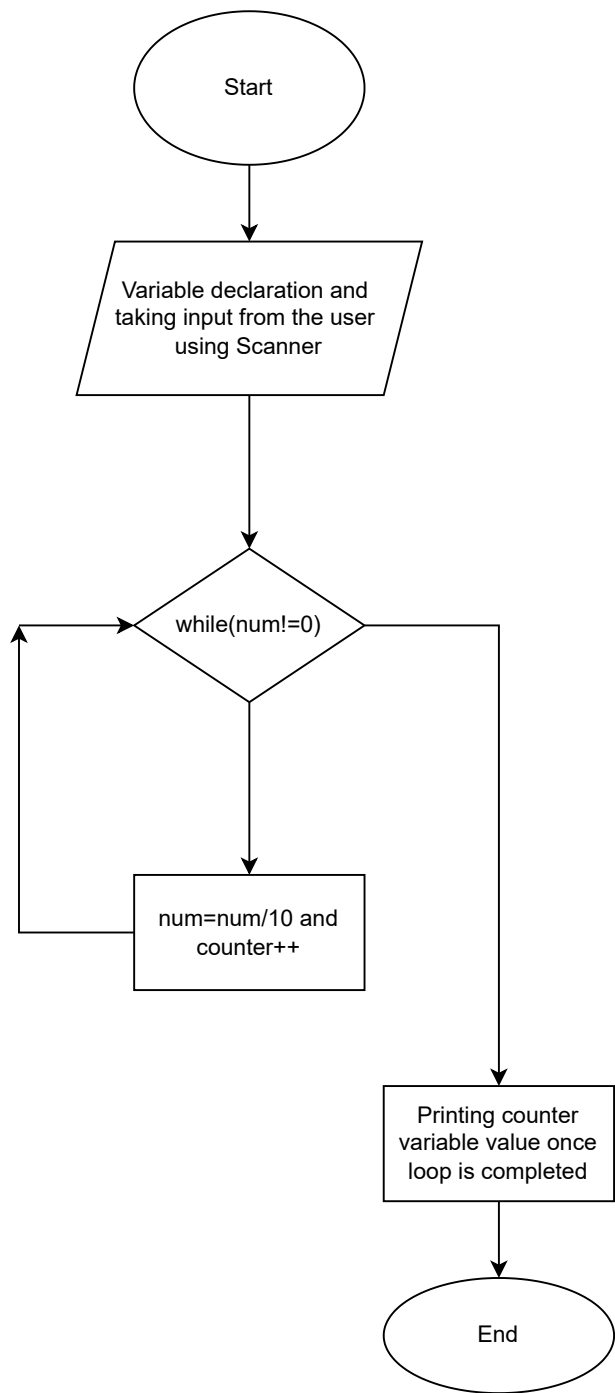 Start
Variable declaration and
taking input from the user
using Scanner
while(num!=0)
num=num/10 and
counter++
Printing counter
variable value once
loop is completed
End